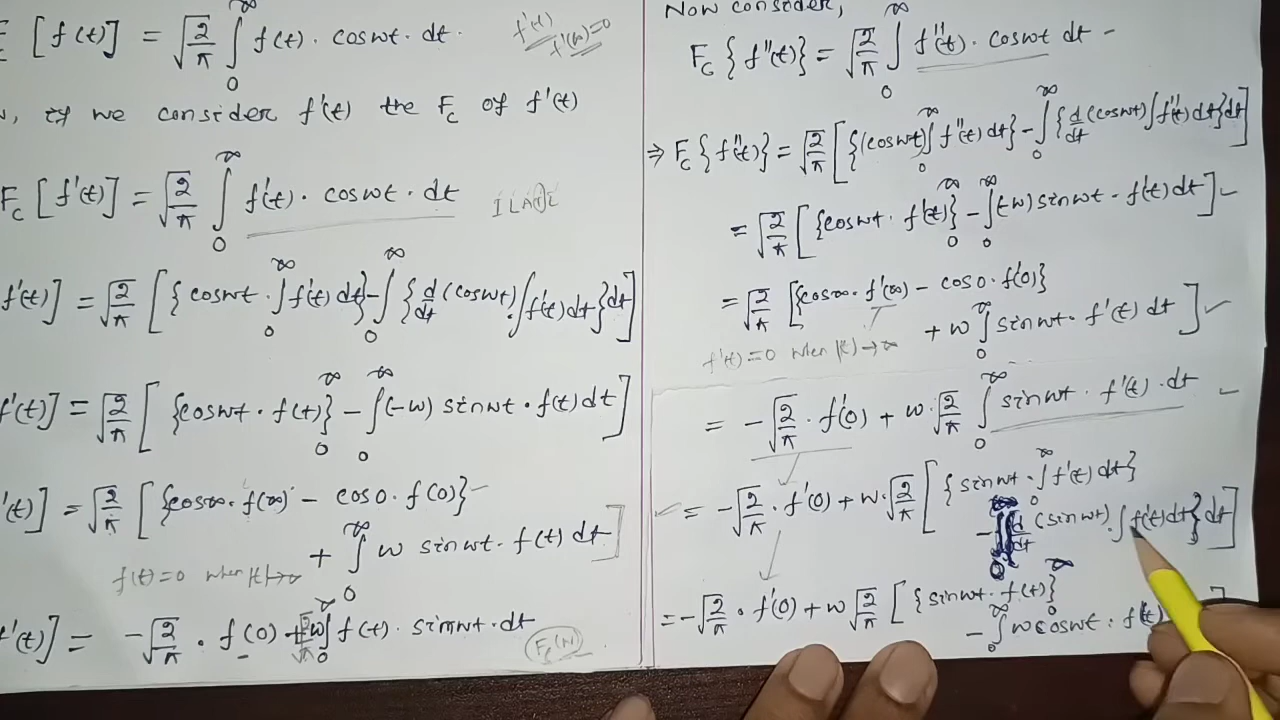 [f(t)] = √2/π ∫₀^∞ f(t) · cosωt · dt.
f'(t) f'(∞)=0
if we consider f'(t) the F_c of f'(t)
F_c [f'(t)] = √2/π ∫₀^∞ f'(t) · cosωt · dt
ILATE
f'(t)] = √2/π [{cosωt · ∫₀^∞ f'(t) dt} - ∫₀^∞ {d/dt (cosωt) · ∫f'(t) dt} dt]
f'(t)] = √2/π [{cosωt · f(t)}₀^∞ - ∫₀^∞ (-ω) sinωt · f(t) dt]
'(t)] = √2/π [{cos∞ · f(∞) - cos0 · f(0)}
+ ∫₀^∞ ω sinωt · f(t) dt]
f(t)=0 when |t|→∞
f'(t)] = -√2/π · f(0) + √2/π ω ∫₀^∞ f(t) · sinωt · dt
Now consider,
F_c {f''(t)} = √2/π ∫₀^∞ f''(t) · cosωt dt -
⇒ F_c {f''(t)} = √2/π [{(cosωt) ∫₀^∞ f''(t) dt} - ∫₀^∞ {d/dt (cosωt) ∫f''(t) dt} dt]
= √2/π [{cosωt · f'(t)}₀^∞ - ∫₀^∞ (-ω) sinωt · f'(t) dt]
= √2/π [{cos∞ · f'(∞) - cos0 · f'(0)}
+ ω ∫₀^∞ sinωt · f'(t) dt]
f'(t)=0 when |t|→∞
= -√2/π · f'(0) + ω · √2/π ∫₀^∞ sinωt · f'(t) · dt
= -√2/π · f'(0) + ω · √2/π [{sinωt · ∫₀^∞ f'(t) dt}
- ∫₀^∞ {d/dt (sinωt) · ∫f'(t) dt} dt]
= -√2/π · f'(0) + ω √2/π [{sinωt · f(t)}₀^∞
- ∫₀^∞ ω cosωt · f(t)